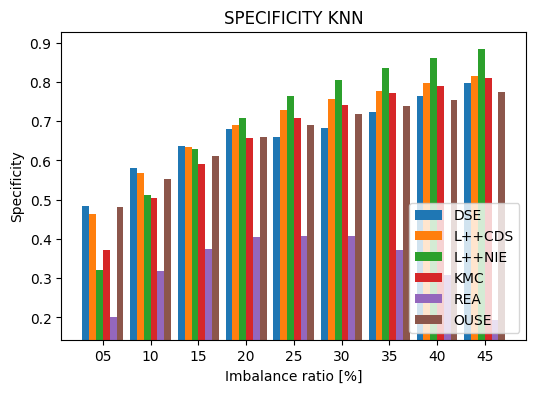 SPECIFICITY KNN
Specificity
0.9
0.8
0.7
0.6
0.5
0.4
0.3
0.2
DSE
L++CDS
L++NIE
KMC
REA
OUSE
05 10 15 20 25 30 35 40 45
Imbalance ratio [%]